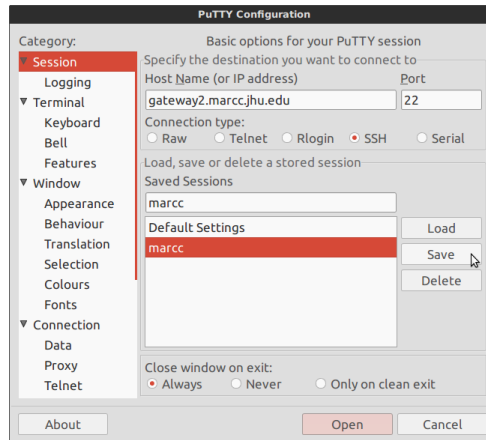 PuTTY Configuration
Category:
Session
Logging
Terminal
Keyboard
Bell
Features
Window
Appearance
Behaviour
Translation
Selection
Colours
Fonts
Connection
Data
Proxy
Telnet
Basic options for your PuTTY session
Specify the destination you want to connect to
Host Name (or IP address) Port
gateway2.marcc.jhu.edu 22
Connection type:
Raw Telnet Rlogin SSH Serial
Load, save or delete a stored session
Saved Sessions
marcc
Default Settings Load
marcc Save
Delete
Close window on exit:
Always Never Only on clean exit
About Open Cancel